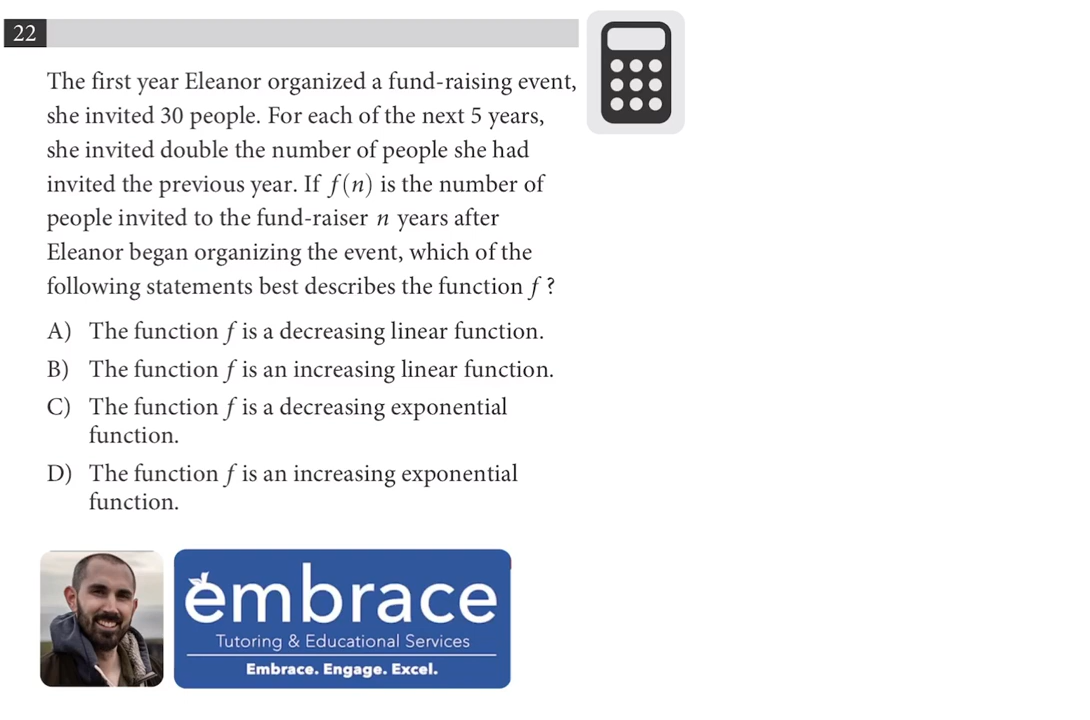 22
The first year Eleanor organized a fund-raising event,
she invited 30 people. For each of the next 5 years,
she invited double the number of people she had
invited the previous year. If f(n) is the number of
people invited to the fund-raiser n years after
Eleanor began organizing the event, which of the
following statements best describes the function f ?
A) The function f is a decreasing linear function.
B) The function f is an increasing linear function.
C) The function f is a decreasing exponential
function.
D) The function f is an increasing exponential
function.
embrace
Tutoring & Educational Services
Embrace. Engage. Excel.